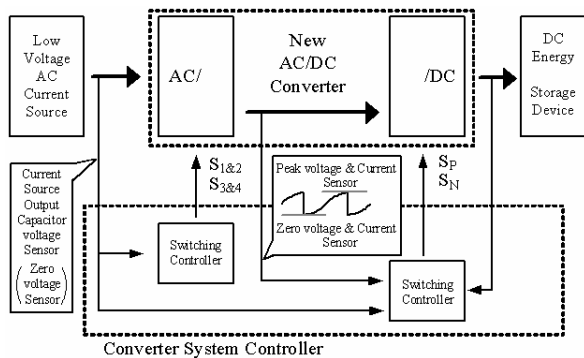 Low
Voltage
AC
Current
Source
AC/
New
AC/DC
Converter
/DC
DC
Energy
Storage
Device
Current
Source
Output
Capacitor
voltage
Sensor
(Zero
voltage
Sensor)
S1&2
S3&4
Peak voltage & Current
Sensor
Zero voltage & Current
Sensor
SP
SN
Switching
Controller
Switching
Controller
Converter System Controller